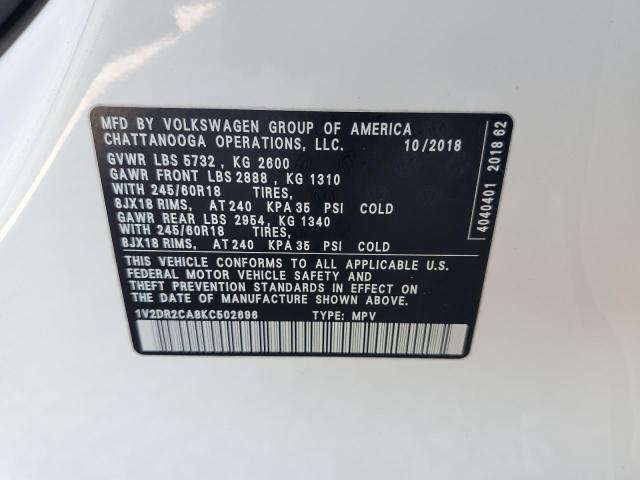 MFD BY VOLKSWAGEN GROUP OF AMERICA
CHATTANOOGA OPERATIONS, LLC. 10/2018
GVWR LBS 5732 , KG 2600
GAWR FRONT LBS 2888 , KG 1310
WITH 245/60R18 TIRES,
8JX18 RIMS, AT 240 KPA 35 PSI COLD
GAWR REAR LBS 2954, KG 1340
WITH 245/60R18 TIRES,
8JX18 RIMS, AT 240 KPA 35 PSI COLD
THIS VEHICLE CONFORMS TO ALL APPLICABLE U.S.
FEDERAL MOTOR VEHICLE SAFETY AND
THEFT PREVENTION STANDARDS IN EFFECT ON
THE DATE OF MANUFACTURE SHOWN ABOVE.
1V2DR2CA8KC502696 TYPE: MPV
4040401 2018 62